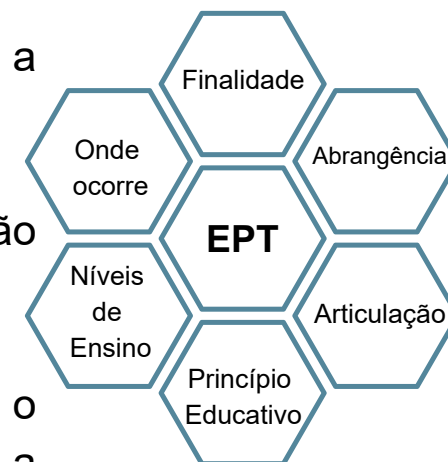 a
Finalidade
Onde
ocorre
Abrangência
ão
EPT
Níveis
de
Ensino
Articulação
Princípio
Educativo
o
a